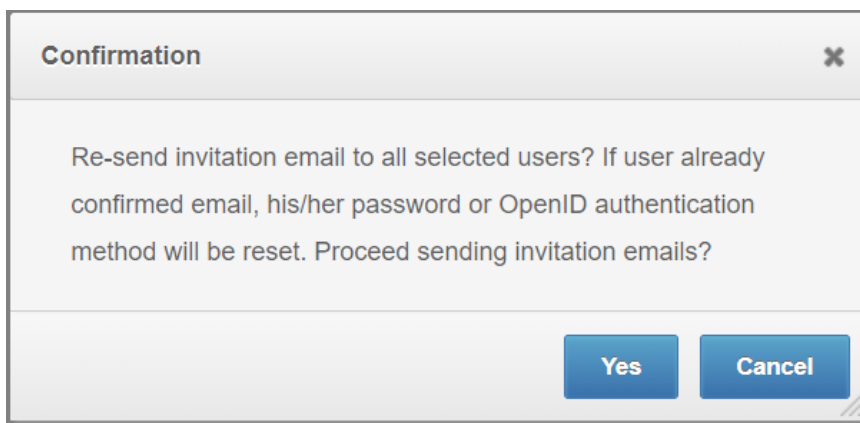 Confirmation
Re-send invitation email to all selected users? If user already
confirmed email, his/her password or OpenID authentication
method will be reset. Proceed sending invitation emails?
Yes
Cancel